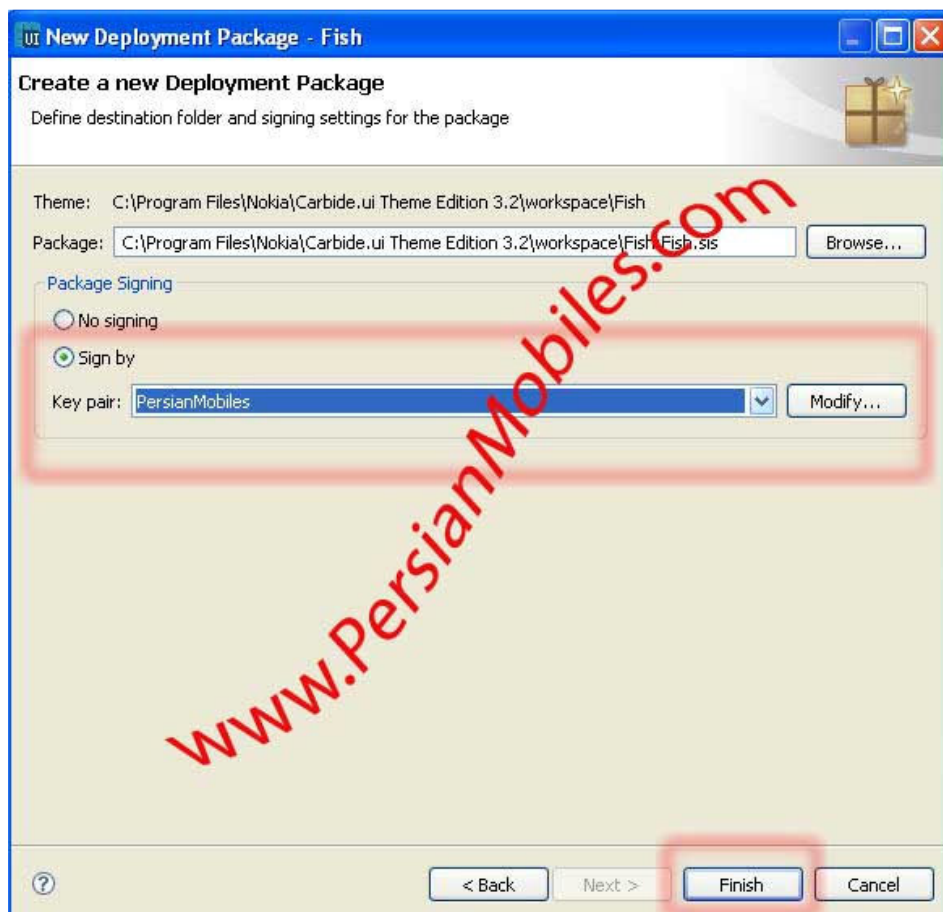 UI New Deployment Package - Fish
Create a new Deployment Package
Define destination folder and signing settings for the package
Theme: C:\Program Files\Nokia\Carbide.ui Theme Edition 3.2\workspace\Fish
Package: C:\Program Files\Nokia\Carbide.ui Theme Edition 3.2\workspace\Fish\Fish.sis Browse...
Package Signing
No signing
Sign by
Key pair: PersianMobiles Modify...
www.PersianMobiles.com
? < Back Next > Finish Cancel